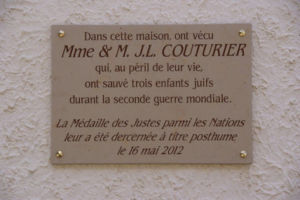 Dans cette maison, ont vécu
Mme & M. J.L. COUTURIER
qui, au péril de leur vie,
ont sauvé trois enfants juifs
durant la seconde guerre mondiale.
La Médaille des Justes parmi les Nations
leur a été dercernée à titre posthume
le 16 mai 2012